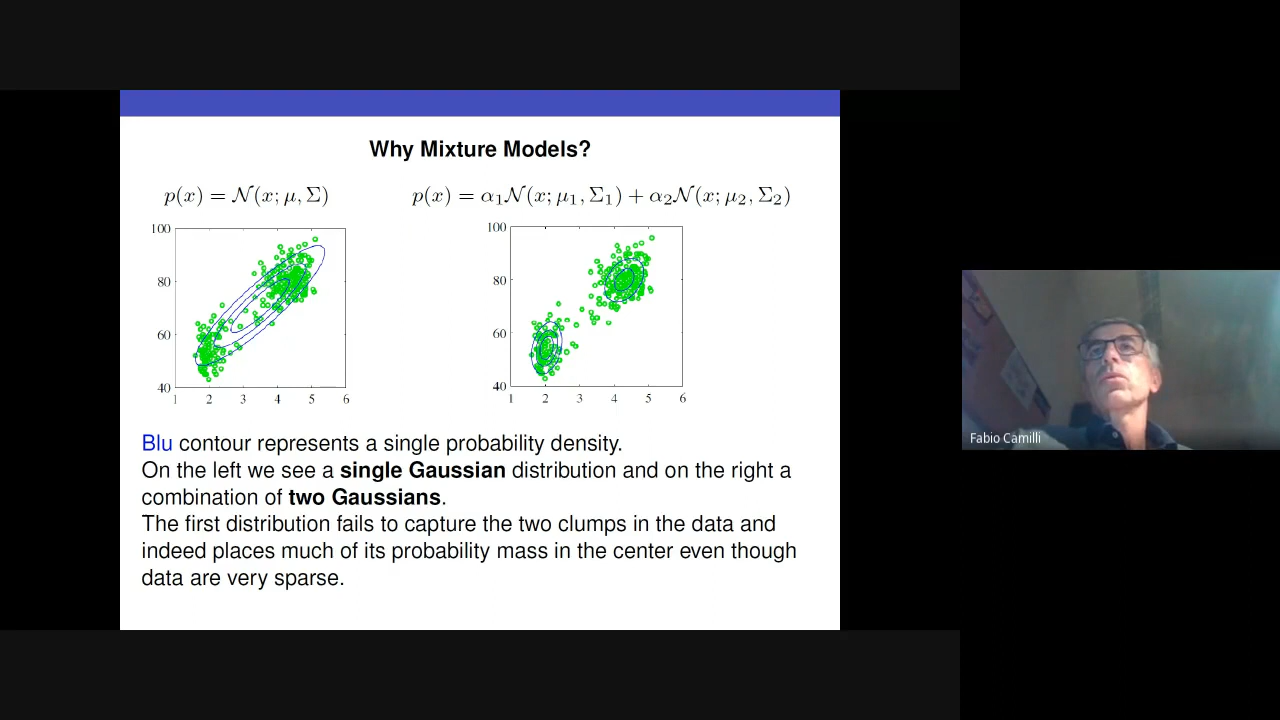 Why Mixture Models?
p(x) = 𝒩(x; μ, Σ)
p(x) = α₁𝒩(x; μ₁, Σ₁) + α₂𝒩(x; μ₂, Σ₂)
100
80
60
40
1 2 3 4 5 6
100
80
60
40
1 2 3 4 5 6
Blu contour represents a single probability density.
On the left we see a single Gaussian distribution and on the right a
combination of two Gaussians.
The first distribution fails to capture the two clumps in the data and
indeed places much of its probability mass in the center even though
data are very sparse.
Fabio Camilli